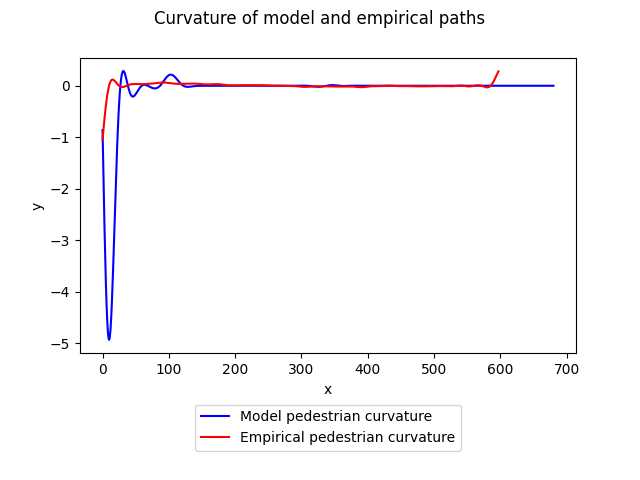 Curvature of model and empirical paths
y
0
−1
−2
−3
−4
−5
0 100 200 300 400 500 600 700
x
Model pedestrian curvature
Empirical pedestrian curvature